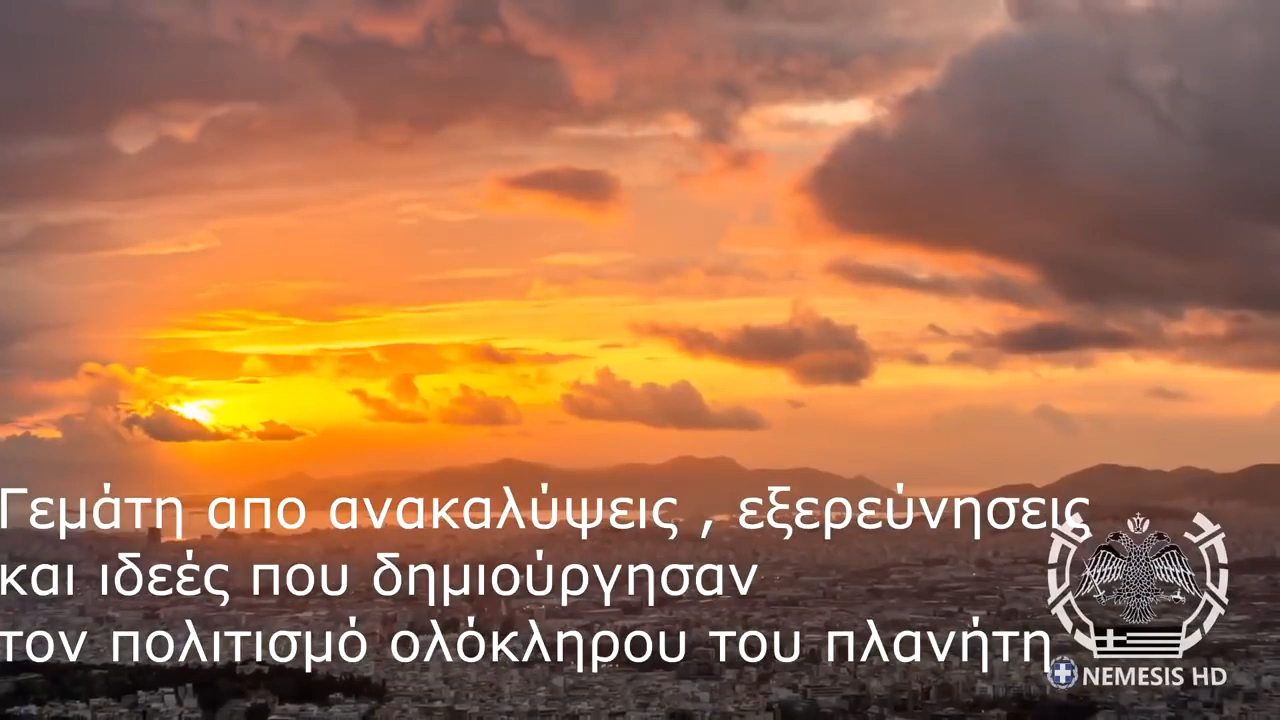 Γεμάτη απο ανακαλύψεις , εξερεύνησεις
και ιδεές που δημιούργησαν
τον πολιτισμό ολόκληρου του πλανήτη
NEMESIS HD